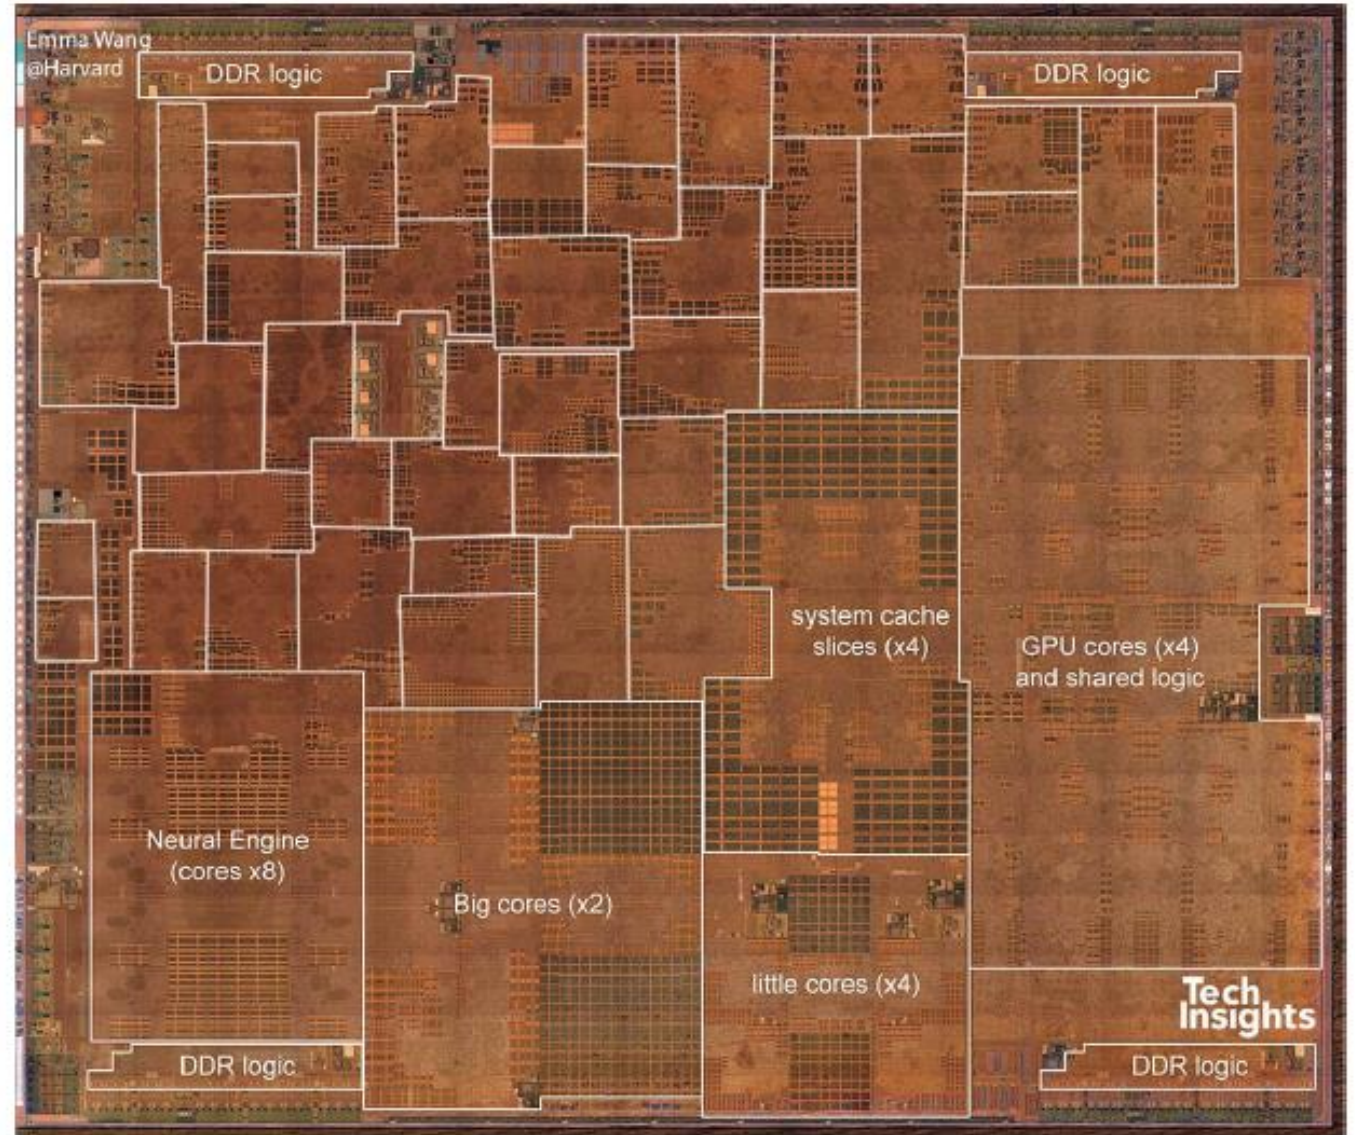 Emma Wang
@Harvard
DDR logic
DDR logic
system cache
slices (x4)
GPU cores (x4)
and shared logic
Neural Engine
(cores x8)
Big cores (x2)
little cores (x4)
Tech
Insights
DDR logic
DDR logic